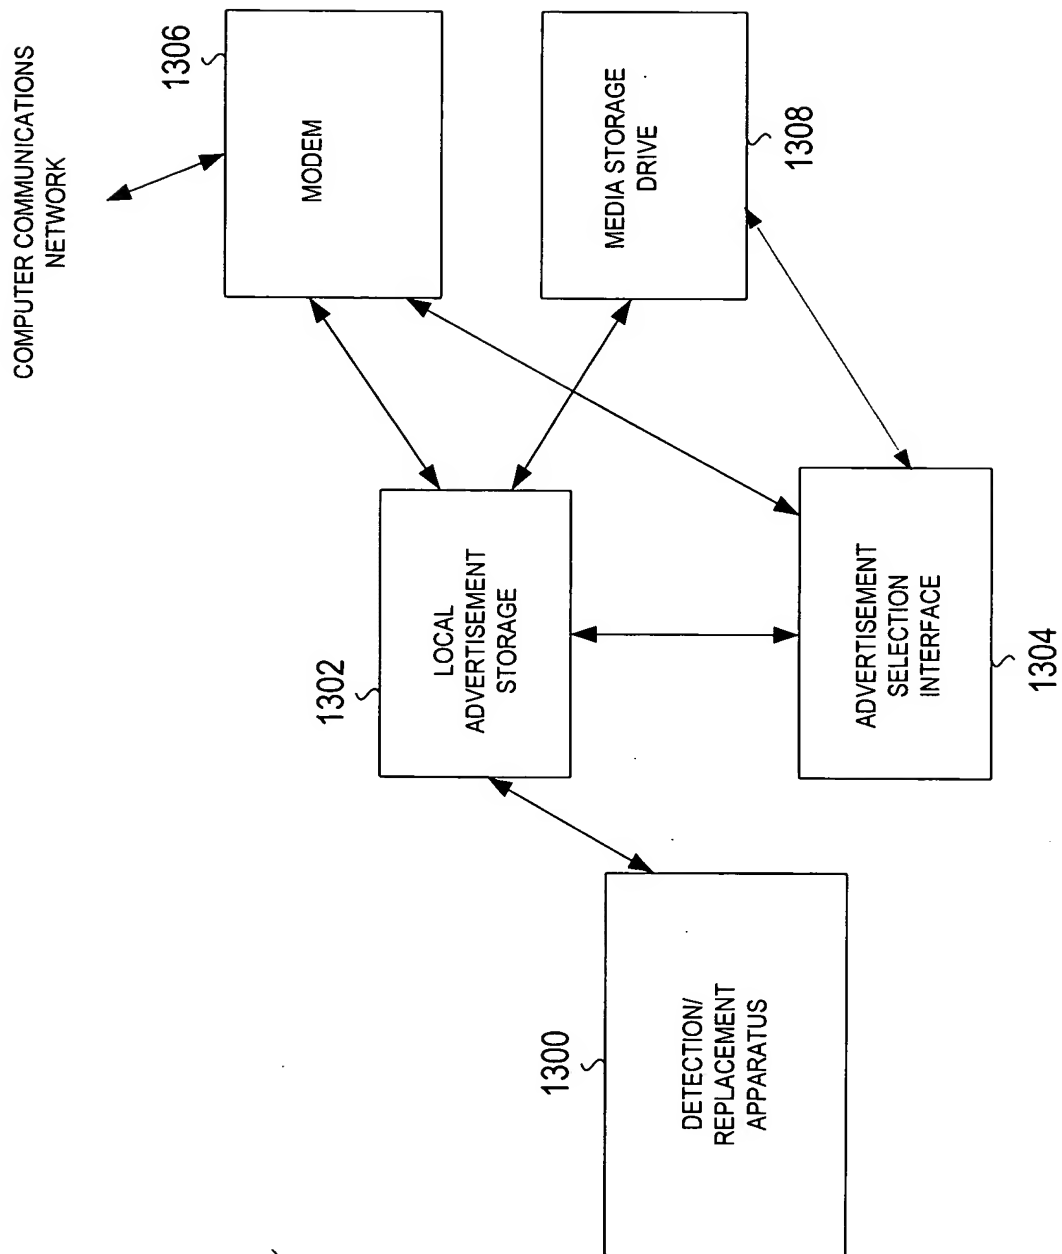 COMPUTER COMMUNICATIONS
NETWORK
1306
MODEM
MEDIA STORAGE
DRIVE
1308
1302
LOCAL
ADVERTISEMENT
STORAGE
ADVERTISEMENT
SELECTION
INTERFACE
1304
1300
DETECTION/
REPLACEMENT
APPARATUS